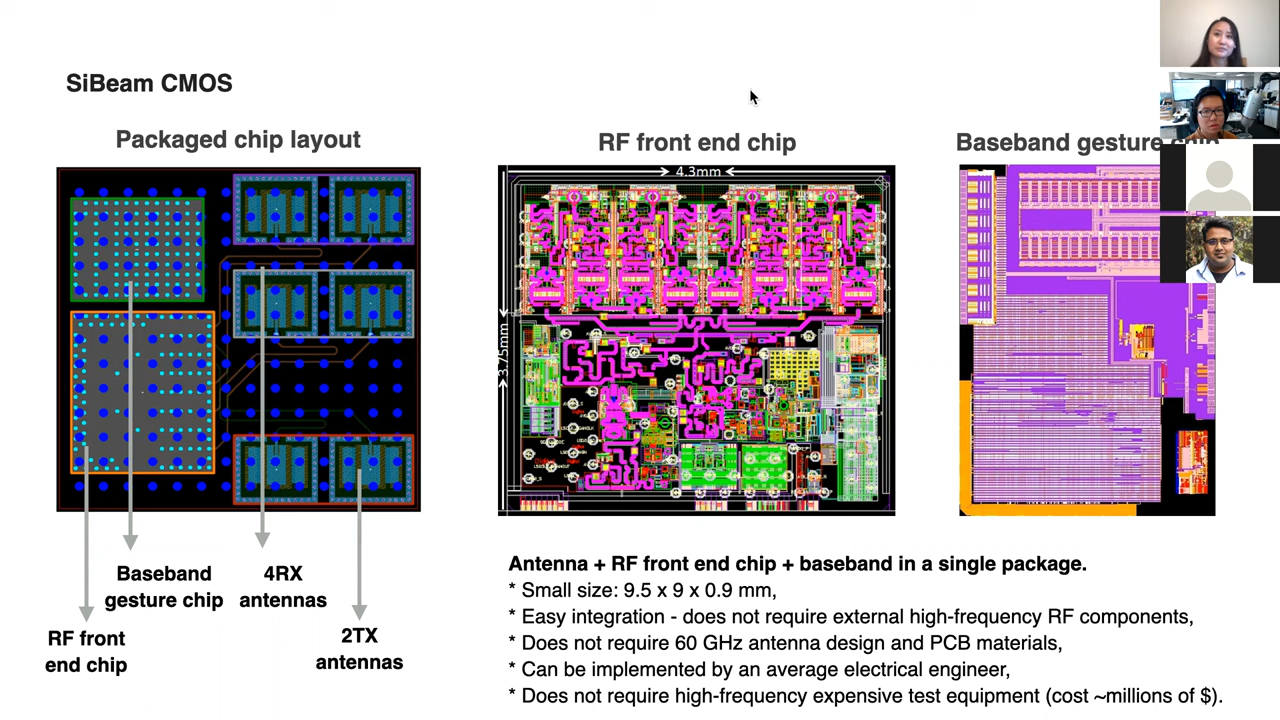 SiBeam CMOS
Packaged chip layout
RF front end chip
Baseband gesture chip
4.3mm
3.75mm
Baseband
gesture chip
4RX
antennas
RF front
end chip
2TX
antennas
Antenna + RF front end chip + baseband in a single package.
* Small size: 9.5 x 9 x 0.9 mm,
* Easy integration - does not require external high-frequency RF components,
* Does not require 60 GHz antenna design and PCB materials,
* Can be implemented by an average electrical engineer,
* Does not require high-frequency expensive test equipment (cost ~millions of $).